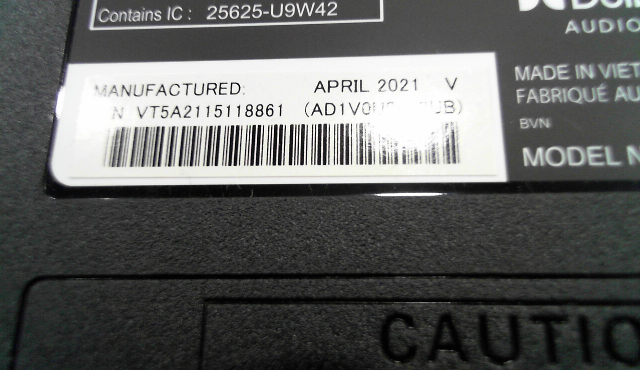 Contains IC : 25625-U9W42
AUDIO
MANUFACTURED: APRIL 2021 V
N VT5A2115118861
MADE IN VIET
FABRIQUÉ AU
BVN
MODEL N
CAUTIO